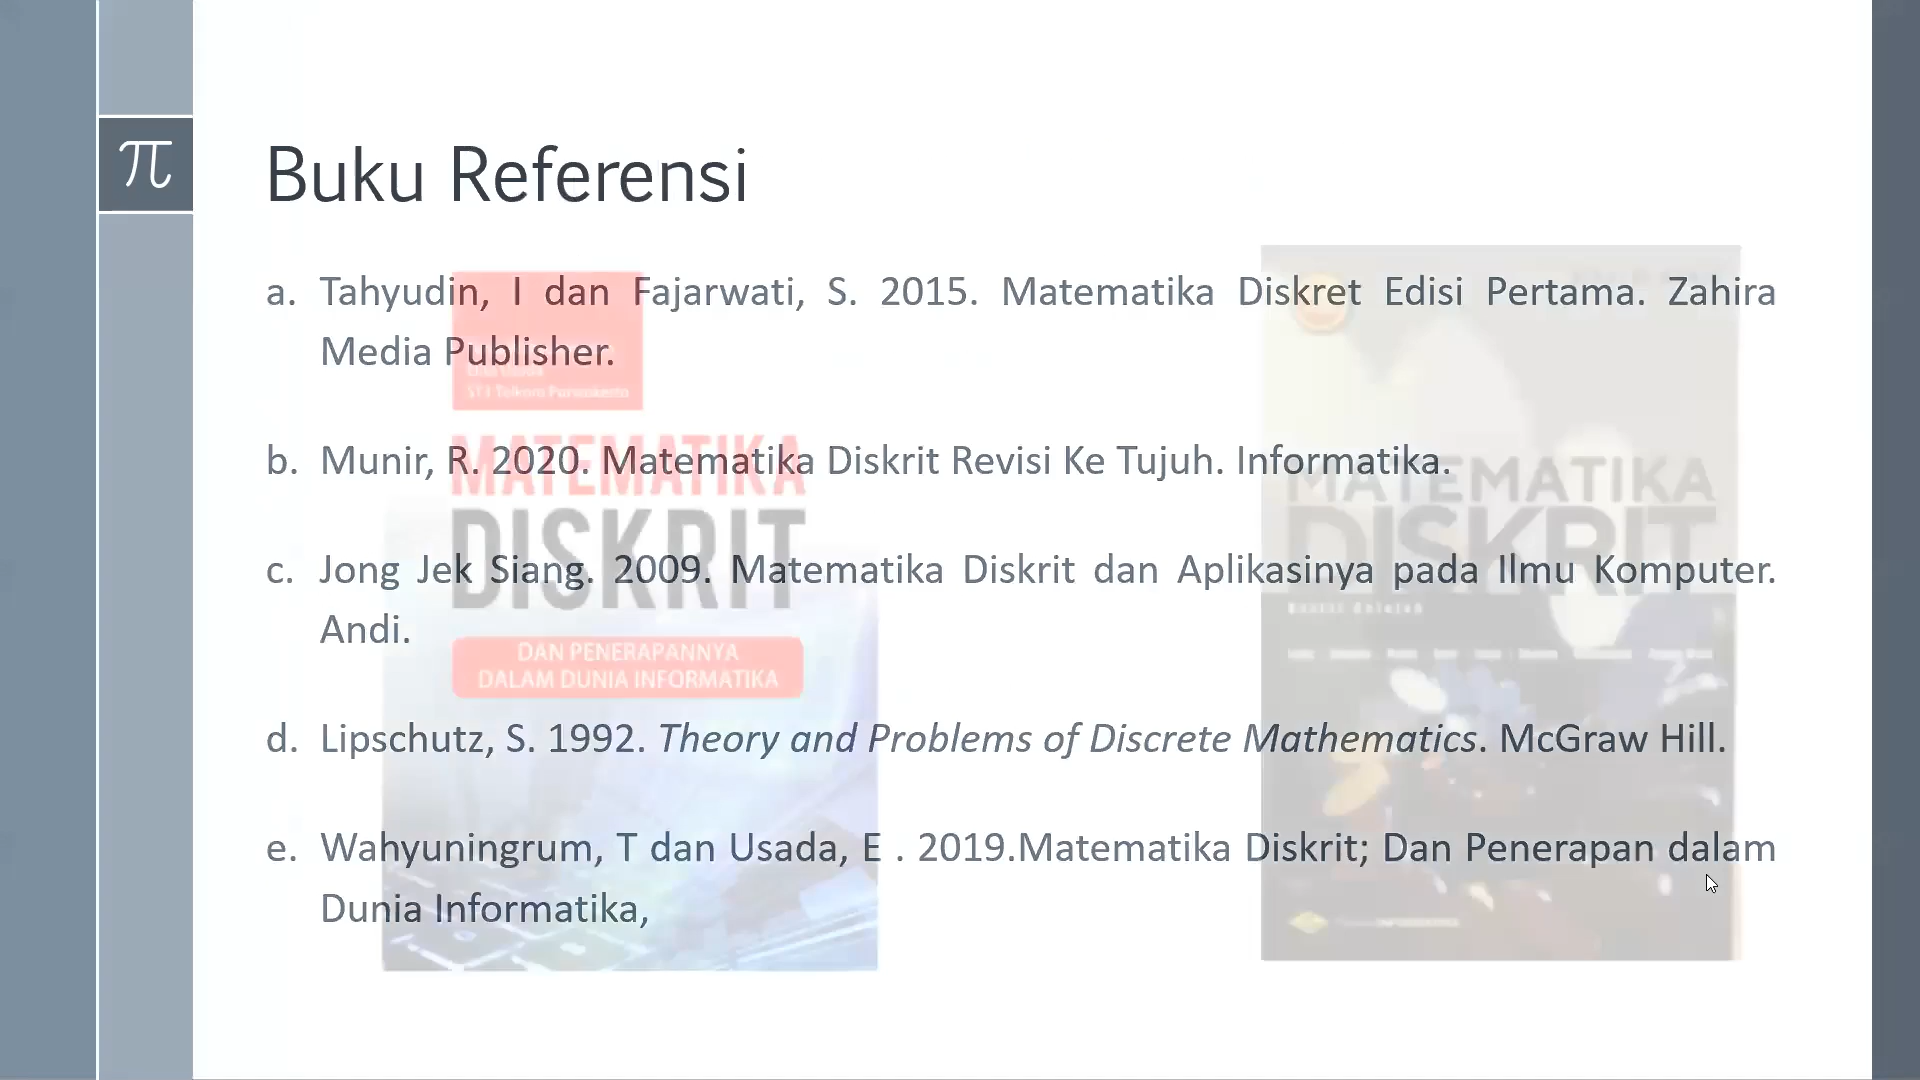 π
Buku Referensi
a. Tahyudin, I dan Fajarwati, S. 2015. Matematika Diskret Edisi Pertama. Zahira
Media Publisher.
STT Telkom Purwokerto
b. Munir, R. 2020. Matematika Diskrit Revisi Ke Tujuh. Informatika.
MATEMATIKA
DISKRIT
MATEMATIKA
DISKRIT
c. Jong Jek Siang. 2009. Matematika Diskrit dan Aplikasinya pada Ilmu Komputer.
Andi.
DAN PENERAPANNYA
DALAM DUNIA INFORMATIKA
d. Lipschutz, S. 1992. Theory and Problems of Discrete Mathematics. McGraw Hill.
e. Wahyuningrum, T dan Usada, E . 2019.Matematika Diskrit; Dan Penerapan dalam
Dunia Informatika,